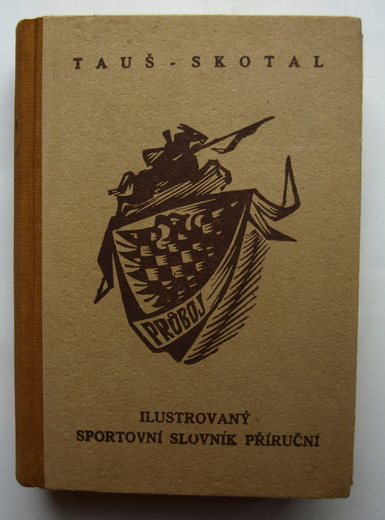 TAUŠ - SKOTAL
PRŮBOJ
ILUSTROVANÝ
SPORTOVNÍ SLOVNÍK PŘÍRUČNÍ